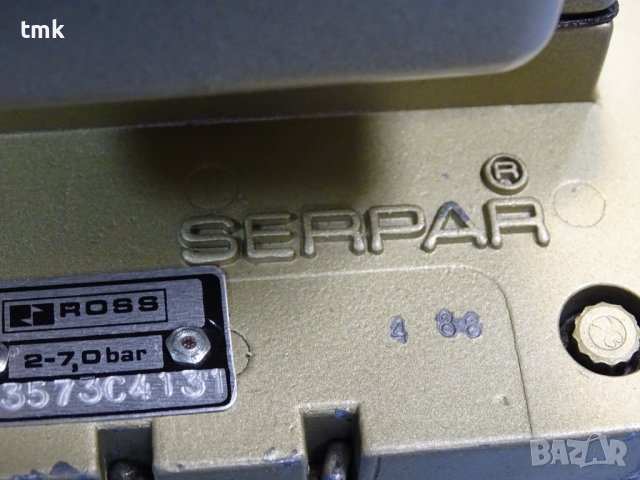 tmk
®
SERPAR
ROSS
2-7,0 bar
3573C4131
4 88
BAZAR